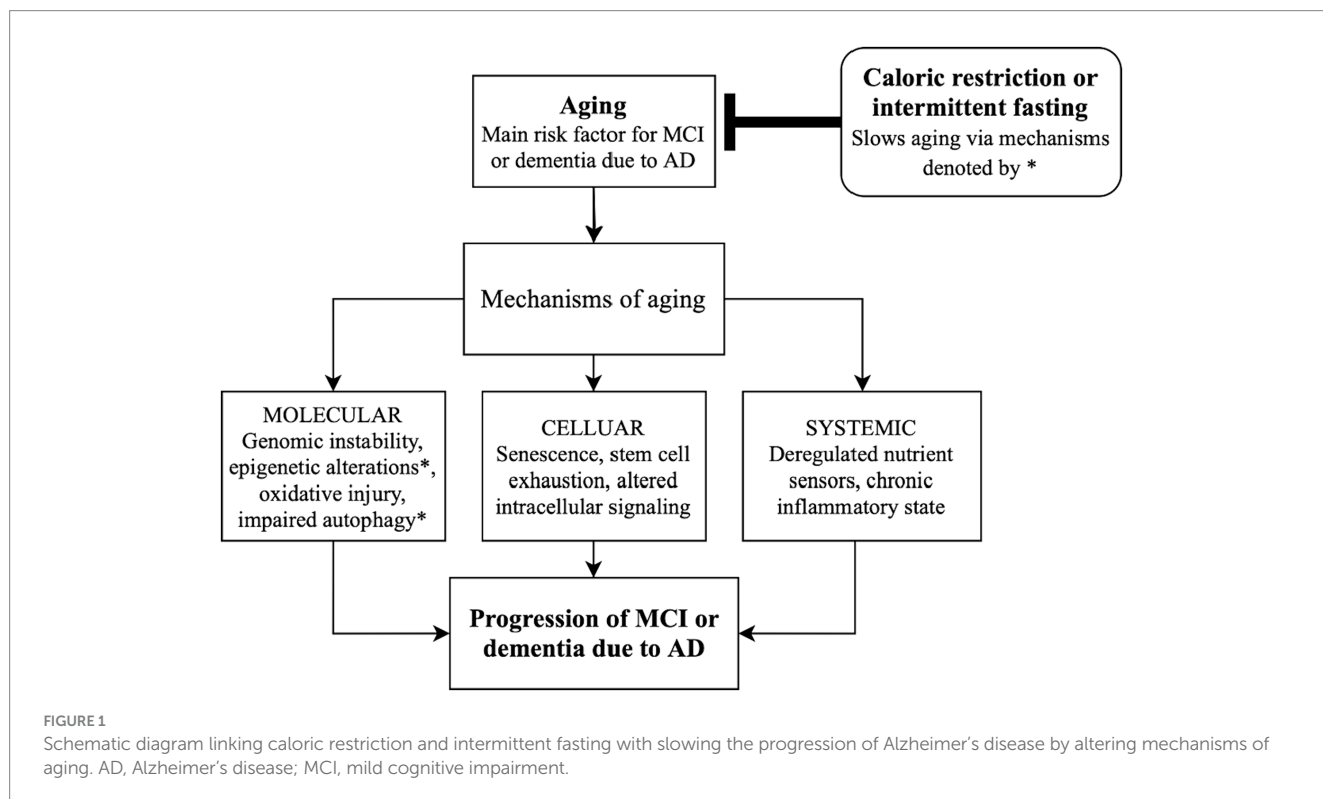 Aging
Main risk factor for MCI
or dementia due to AD
Caloric restriction or
intermittent fasting
Slows aging via mechanisms
denoted by *
Mechanisms of aging
MOLECULAR
Genomic instability,
epigenetic alterations*,
oxidative injury,
impaired autophagy*
CELLUAR
Senescence, stem cell
exhaustion, altered
intracellular signaling
SYSTEMIC
Deregulated nutrient
sensors, chronic
inflammatory state
Progression of MCI or
dementia due to AD
FIGURE 1
Schematic diagram linking caloric restriction and intermittent fasting with slowing the progression of Alzheimer’s disease by altering mechanisms of
aging. AD, Alzheimer’s disease; MCI, mild cognitive impairment.